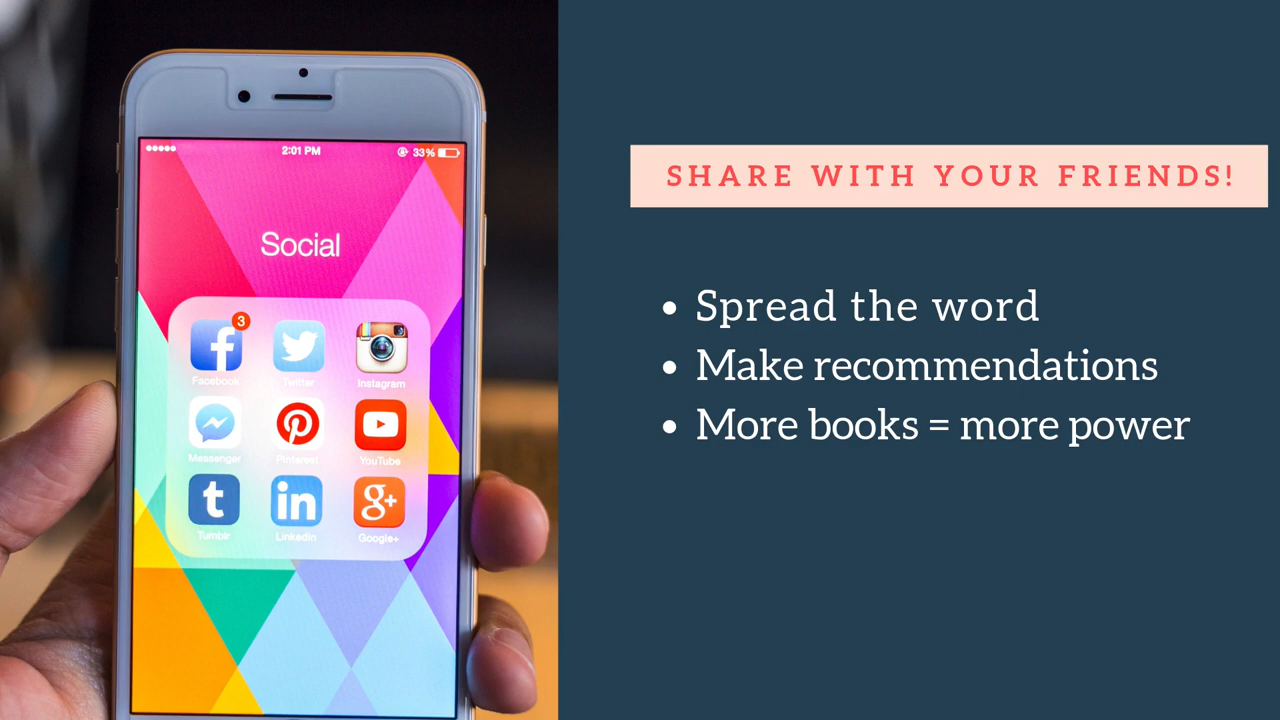 2:01 PM
33%
Social
3
Facebook
Twitter
Instagram
Messenger
Pinterest
YouTube
t
Tumblr
in
LinkedIn
g+
Google+
SHARE WITH YOUR FRIENDS!
• Spread the word
• Make recommendations
• More books = more power